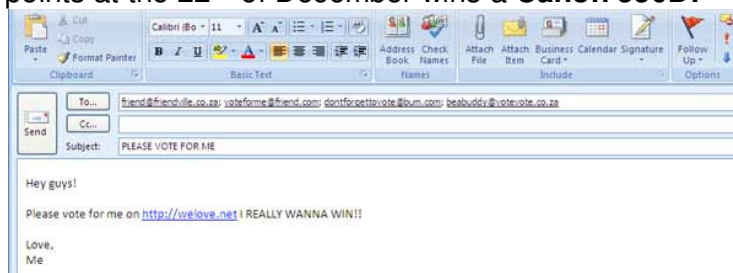 points at the 22nd of December wins a Canon 550D.
Cut
Copy
Paste
Format Painter
Clipboard
Calibri (Bo 11
B I U
Basic Text
Address Book
Check Names
Names
Attach File
Attach Item
Business Card
Calendar
Signature
Include
Follow Up
Options
To...
friend@friendville.co.za; voteforme@friend.com; dontforgettovote@bum.com; beabuddy@votevote.co.za
Cc...
Send
Subject:
PLEASE VOTE FOR ME
Hey guys!
Please vote for me on http://welove.net I REALLY WANNA WIN!!
Love,
Me